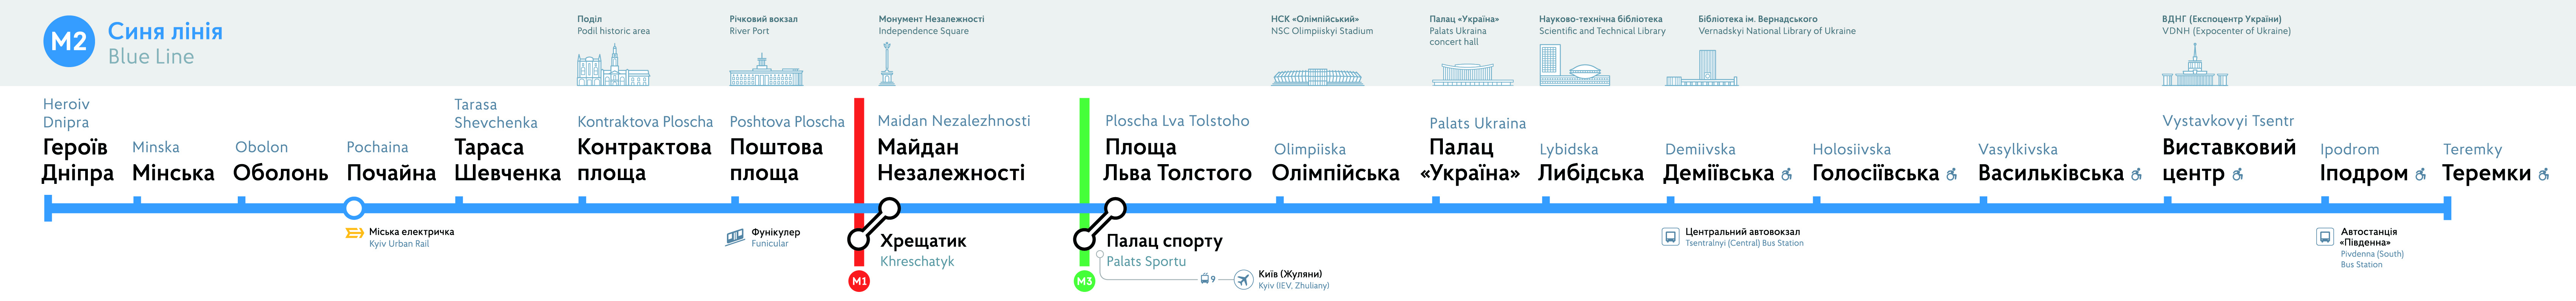 M2
Синя лінія
Blue Line
Поділ
Podil historic area
Річковий вокзал
River Port
Монумент Незалежності
Independence Square
НСК «Олімпійський»
NSC Olimpiiskyi Stadium
Палац «Україна»
Palats Ukraina
concert hall
Науково-технічна бібліотека
Scientific and Technical Library
Бібліотека ім. Вернадського
Vernadskyi National Library of Ukraine
ВДНГ (Експоцентр України)
VDNH (Expocenter of Ukraine)
Heroiv
Dnipra
Героїв
Дніпра
Minska
Мінська
Obolon
Оболонь
Pochaina
Почайна
Tarasa
Shevchenka
Тараса
Шевченка
Kontraktova Ploscha
Контрактова
площа
Poshtova Ploscha
Поштова
площа
Maidan Nezalezhnosti
Майдан
Незалежності
Ploscha Lva Tolstoho
Площа
Льва Толстого
Olimpiiska
Олімпійська
Palats Ukraina
Палац
«Україна»
Lybidska
Либідська
Demiivska
Деміївська
Holosiivska
Голосіївська
Vasylkivska
Васильківська
Vystavkovyi Tsentr
Виставковий
центр
Ipodrom
Іподром
Teremky
Теремки
Міська електричка
Kyiv Urban Rail
Фунікулер
Funicular
Хрещатик
Khreschatyk
M1
Палац спорту
Palats Sportu
M3
9
Київ (Жуляни)
Kyiv (IEV, Zhuliany)
Центральний автовокзал
Tsentralnyi (Central) Bus Station
Автостанція
«Південна»
Pivdenna (South)
Bus Station